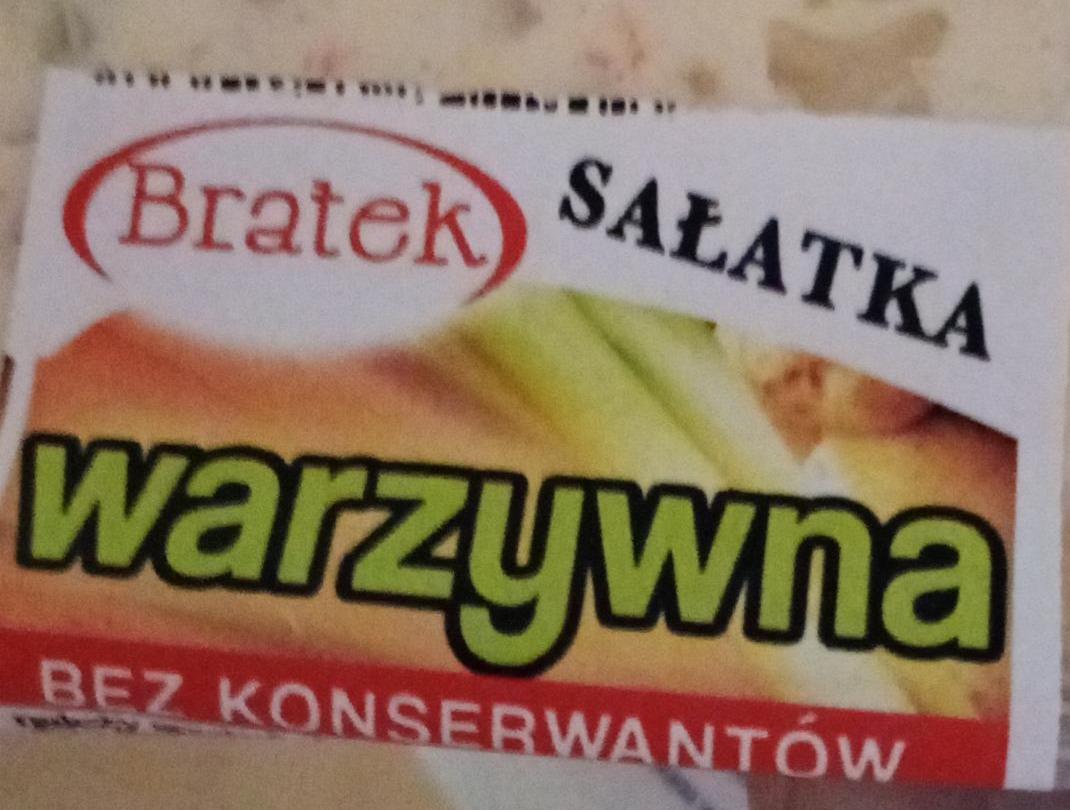 Bratek
SAŁATKA
warzywna
BEZ KONSERWANTÓW